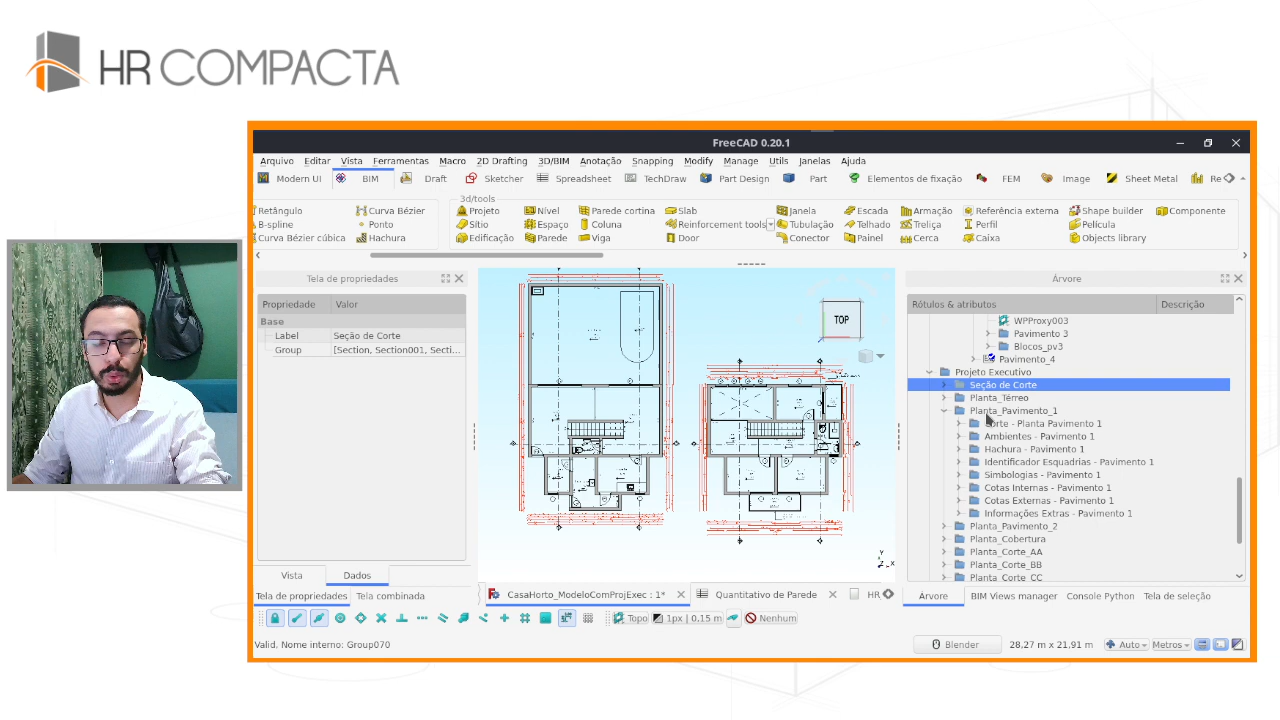 HR COMPACTA
FreeCAD 0.20.1
Arquivo Editar Vista Ferramentas Macro 2D Drafting 3D/BIM Anotação Snapping Modify Manage Utils Janelas Ajuda
Modern UI BIM Draft Sketcher Spreadsheet TechDraw Part Design Part Elementos de fixação FEM Image Sheet Metal Re
3d/tools
Retângulo Curva Bézier Projeto Nível Parede cortina Slab Janela Escada Armação Referência externa Shape builder Componente
B-spline Ponto Sítio Espaço Coluna Reinforcement tools Tubulação Telhado Treliça Perfil Película
Curva Bézier cúbica Hachura Edificação Parede Viga Door Conector Painel Cerca Caixa Objects library
Tela de propriedades
Propriedade Valor
Base
Label Seção de Corte
Group [Section, Section001, Secti...
Vista Dados
Tela de propriedades Tela combinada
TOP
Y
Z X
CasaHorto_ModeloComProjExec : 1* Quantitativo de Parede HR
Árvore
Rótulos & atributos Descrição
WPProxy003
Pavimento 3
Blocos_pv3
Pavimento_4
Projeto Executivo
Seção de Corte
Planta_Térreo
Planta_Pavimento_1
Corte - Planta Pavimento 1
Ambientes - Pavimento 1
Hachura - Pavimento 1
Identificador Esquadrias - Pavimento 1
Simbologias - Pavimento 1
Cotas Internas - Pavimento 1
Cotas Externas - Pavimento 1
Informações Extras - Pavimento 1
Planta_Pavimento_2
Planta_Cobertura
Planta_Corte_AA
Planta_Corte_BB
Planta_Corte_CC
Árvore BIM Views manager Console Python Tela de seleção
Topo 1px | 0.15 m Nenhum
Valid, Nome interno: Group070
Blender 28,27 m x 21,91 m Auto Metros